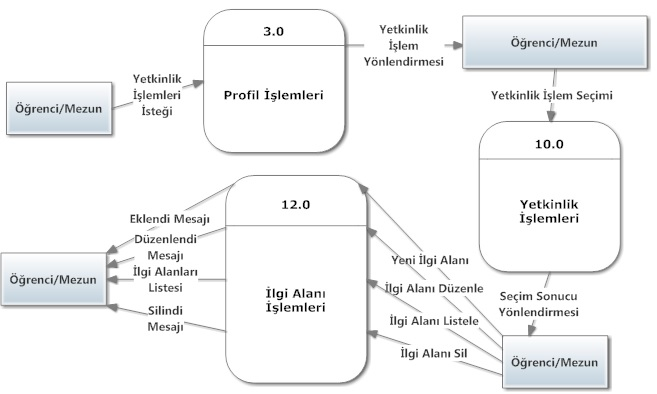 3.0
Profil İşlemleri
Yetkinlik
İşlem
Yönlendirmesi
Öğrenci/Mezun
Öğrenci/Mezun
Yetkinlik
İşlemleri
İsteği
Yetkinlik İşlem Seçimi
10.0
Yetkinlik
İşlemleri
12.0
İlgi Alanı
İşlemleri
Eklendi Mesajı
Düzenlendi
Mesajı
İlgi Alanları
Listesi
Silindi
Mesajı
Öğrenci/Mezun
Yeni İlgi Alanı
İlgi Alanı Düzenle
İlgi Alanı Listele
İlgi Alanı Sil
Seçim Sonucu
Yönlendirmesi
Öğrenci/Mezun